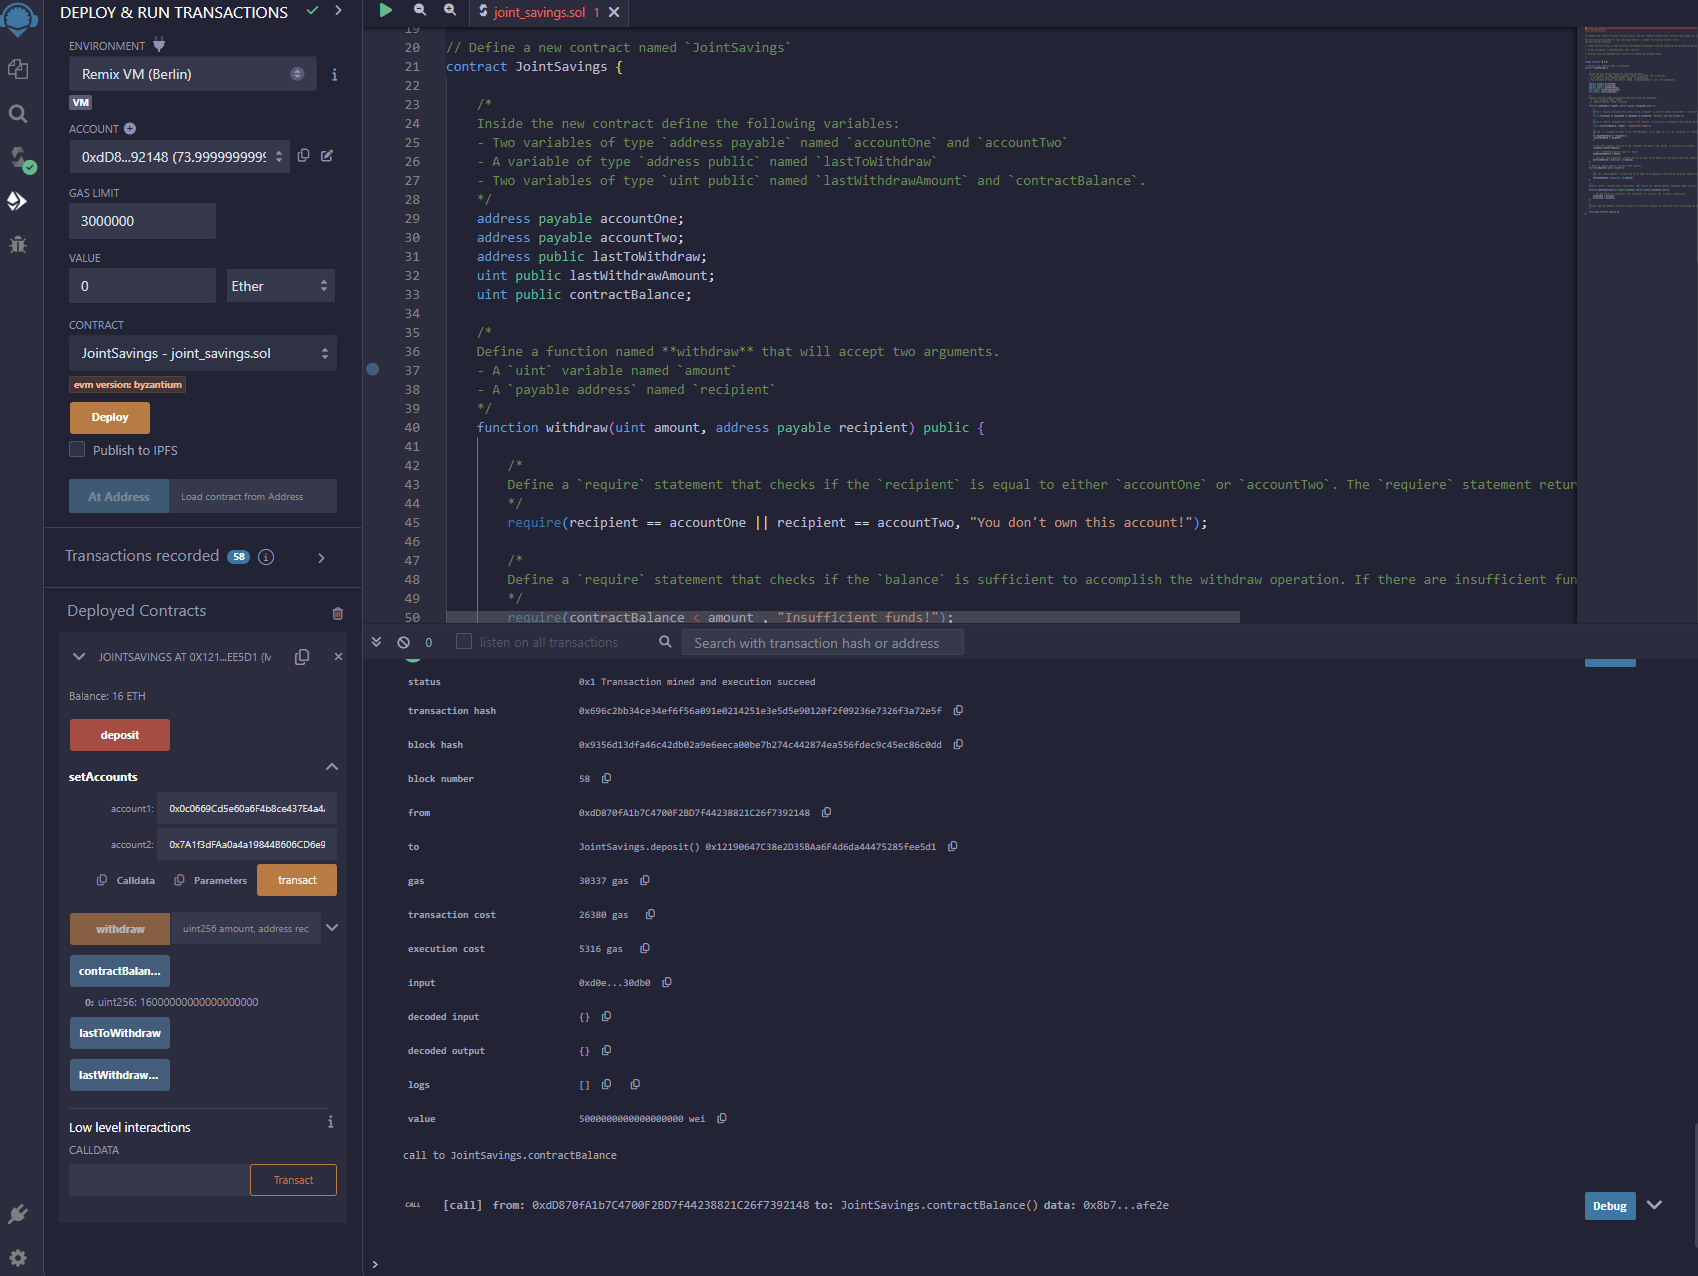 DEPLOY & RUN TRANSACTIONS
ENVIRONMENT
Remix VM (Berlin)
VM
ACCOUNT
0xdD8...92148 (73.9999999999
GAS LIMIT
3000000
VALUE
0
Ether
CONTRACT
JointSavings - joint_savings.sol
evm version: byzantium
Deploy
Publish to IPFS
At Address
Load contract from Address
Transactions recorded 58
Deployed Contracts
JOINTSAVINGS AT 0X121...EE5D1 (M
Balance: 16 ETH
deposit
setAccounts
account1: 0x0c0669Cd5e60a6F4b8ce437E4a4
account2: 0x7A1f3dFAa0a4a19844B606CD6e9
Calldata
Parameters
transact
withdraw
uint256 amount, address rec
contractBalan...
0: uint256: 16000000000000000000
lastToWithdraw
lastWithdraw...
Low level interactions
CALLDATA
Transact
joint_savings.sol 1
19
20 // Define a new contract named `JointSavings`
21 contract JointSavings {
22
23 /*
24 Inside the new contract define the following variables:
25 - Two variables of type `address payable` named `accountOne` and `accountTwo`
26 - A variable of type `address public` named `lastToWithdraw`
27 - Two variables of type `uint public` named `lastWithdrawAmount` and `contractBalance`.
28 */
29 address payable accountOne;
30 address payable accountTwo;
31 address public lastToWithdraw;
32 uint public lastWithdrawAmount;
33 uint public contractBalance;
34
35 /*
36 Define a function named **withdraw** that will accept two arguments.
37 - A `uint` variable named `amount`
38 - A `payable address` named `recipient`
39 */
40 function withdraw(uint amount, address payable recipient) public {
41
42 /*
43 Define a `require` statement that checks if the `recipient` is equal to either `accountOne` or `accountTwo`. The `requiere` statement retur
44 */
45 require(recipient == accountOne || recipient == accountTwo, "You don't own this account!");
46
47 /*
48 Define a `require` statement that checks if the `balance` is sufficient to accomplish the withdraw operation. If there are insufficient fun
49 */
50 require(contractBalance < amount , "Insufficient funds!");
0
listen on all transactions
Search with transaction hash or address
status 0x1 Transaction mined and execution succeed
transaction hash 0x696c2bb34ce34ef6f56a091e0214251e3e5d5e90120f2f09236e7326f3a72e5f
block hash 0x9356d13dfa46c42db02a9e6eeca00be7b274c442874ea556fdec9c45ec86c0dd
block number 58
from 0xdD870fA1b7C4700F2BD7f44238821C26f7392148
to JointSavings.deposit() 0x12190647C38e2D35BAa6F4d6da44475285fee5d1
gas 30337 gas
transaction cost 26380 gas
execution cost 5316 gas
input 0xd0e...30db0
decoded input {}
decoded output {}
logs []
value 5000000000000000000 wei
call to JointSavings.contractBalance
CALL [call] from: 0xdD870fA1b7C4700F2BD7f44238821C26f7392148 to: JointSavings.contractBalance() data: 0x8b7...afe2e
Debug
>